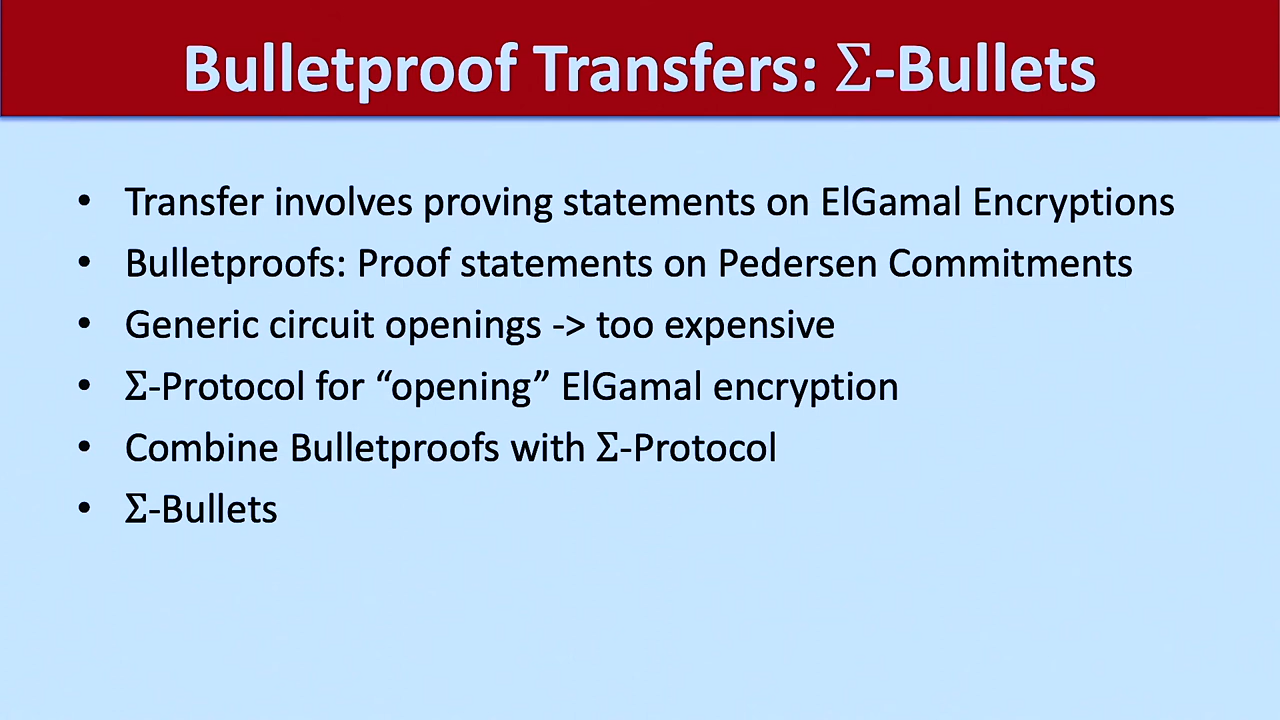 Bulletproof Transfers: Σ-Bullets
• Transfer involves proving statements on ElGamal Encryptions
• Bulletproofs: Proof statements on Pedersen Commitments
• Generic circuit openings -> too expensive
• Σ-Protocol for “opening” ElGamal encryption
• Combine Bulletproofs with Σ-Protocol
• Σ-Bullets